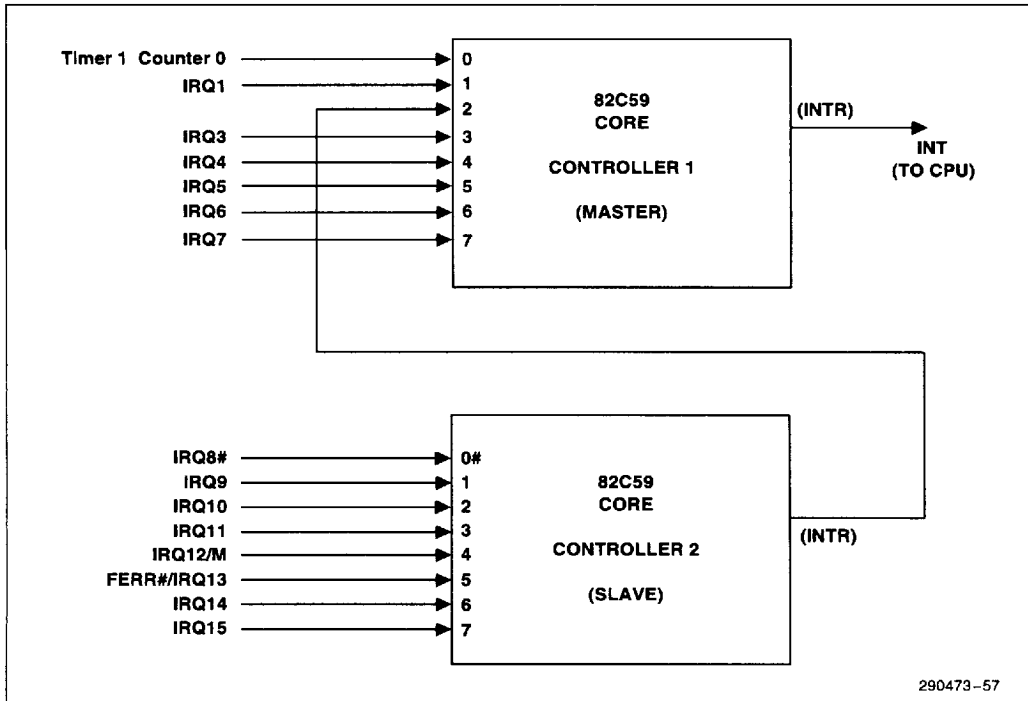 Timer 1 Counter 0
0
IRQ1
1
2
IRQ3
3
IRQ4
4
IRQ5
5
IRQ6
6
IRQ7
7
82C59
CORE
CONTROLLER 1
(MASTER)
(INTR)
INT
(TO CPU)
IRQ8#
0#
IRQ9
1
IRQ10
2
IRQ11
3
IRQ12/M
4
FERR#/IRQ13
5
IRQ14
6
IRQ15
7
82C59
CORE
CONTROLLER 2
(SLAVE)
(INTR)
290473-57